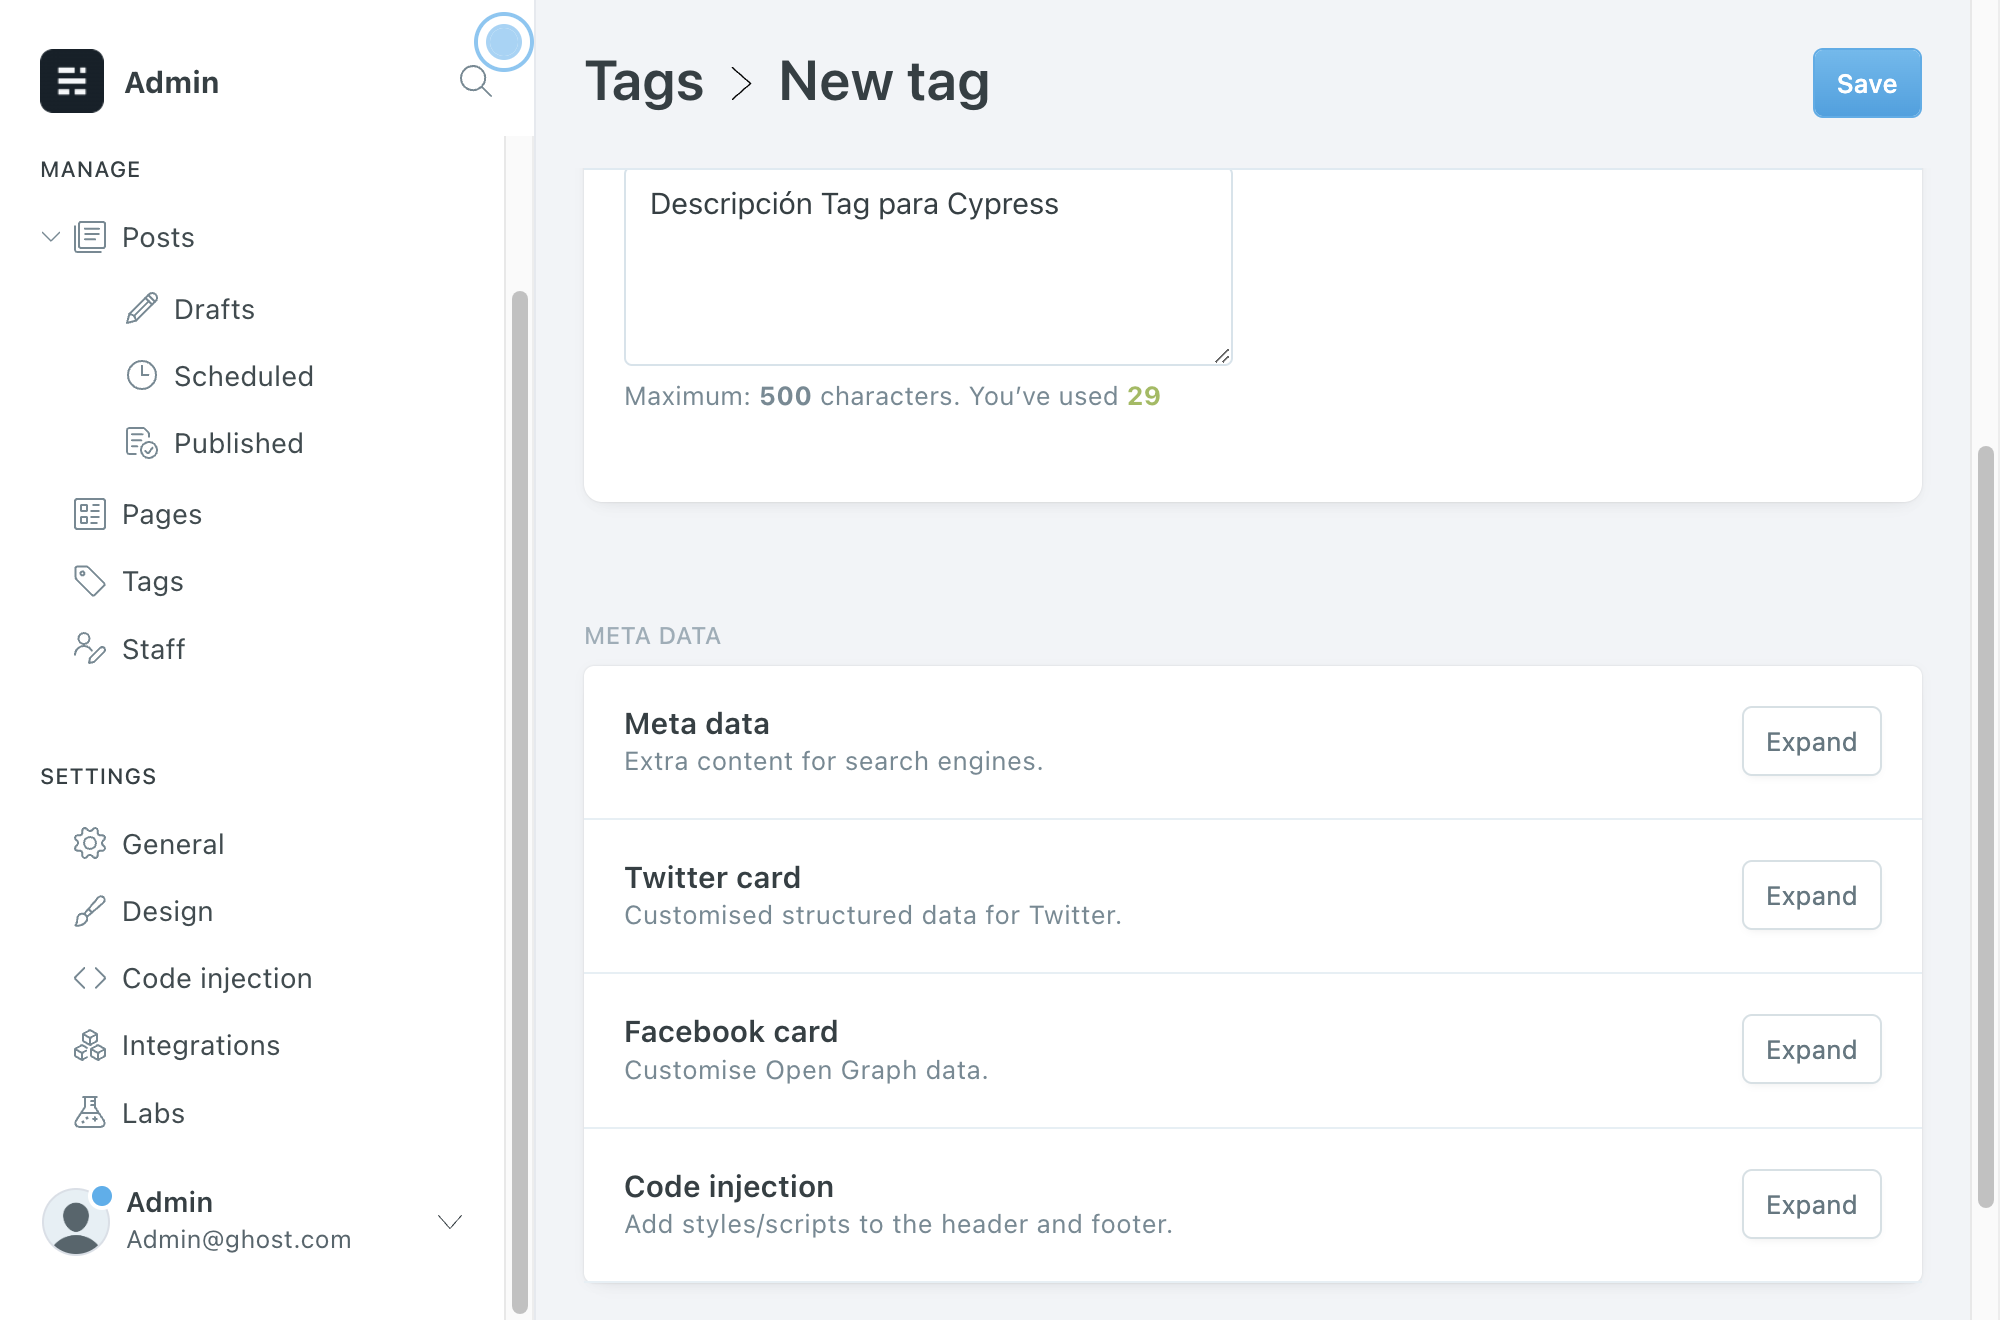 Admin
MANAGE
Posts
Drafts
Scheduled
Published
Pages
Tags
Staff
SETTINGS
General
Design
Code injection
Integrations
Labs
Admin
Admin@ghost.com
Tags > New tag
Save
Descripción Tag para Cypress
Maximum: 500 characters. You’ve used 29
META DATA
Meta data
Extra content for search engines.
Expand
Twitter card
Customised structured data for Twitter.
Expand
Facebook card
Customise Open Graph data.
Expand
Code injection
Add styles/scripts to the header and footer.
Expand